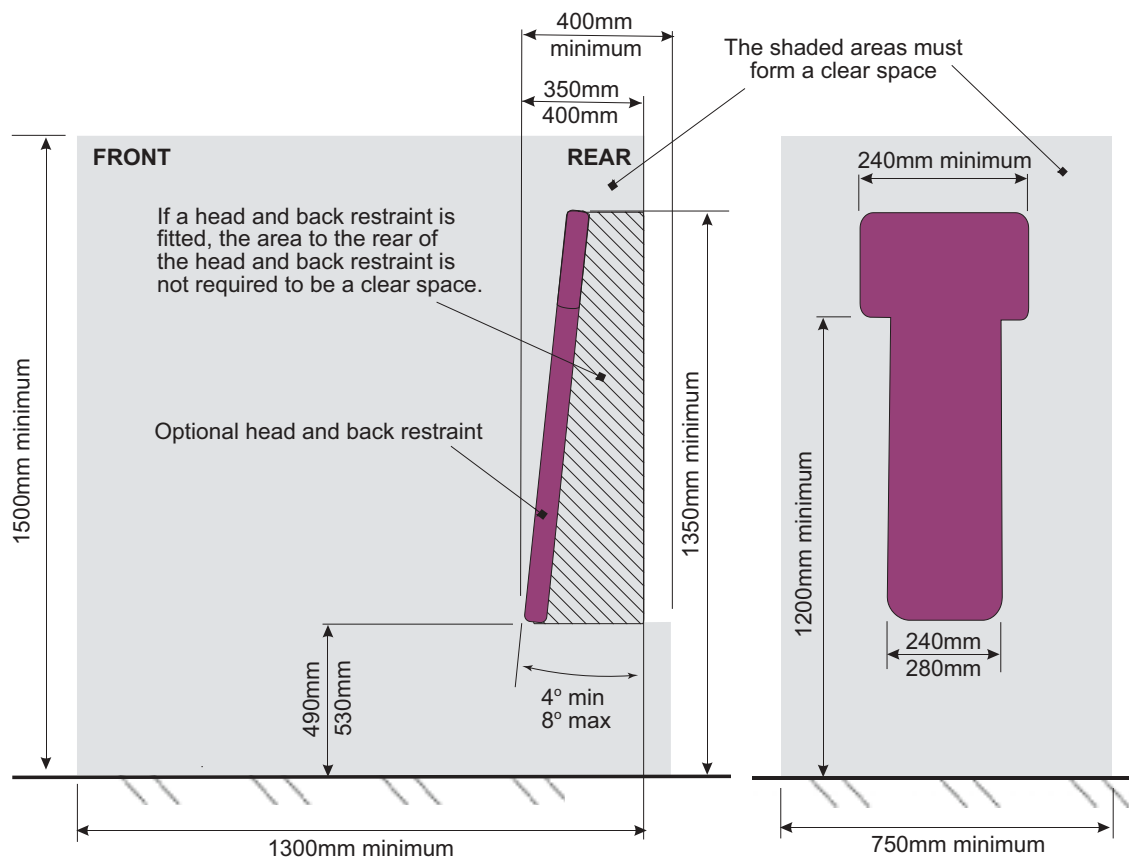 400mm
minimum
The shaded areas must
form a clear space
350mm
400mm
FRONT
REAR
240mm minimum
If a head and back restraint is
fitted, the area to the rear of
the head and back restraint is
not required to be a clear space.
Optional head and back restraint
1500mm minimum
1350mm minimum
1200mm minimum
240mm
280mm
490mm
530mm
4º min
8º max
1300mm minimum
750mm minimum